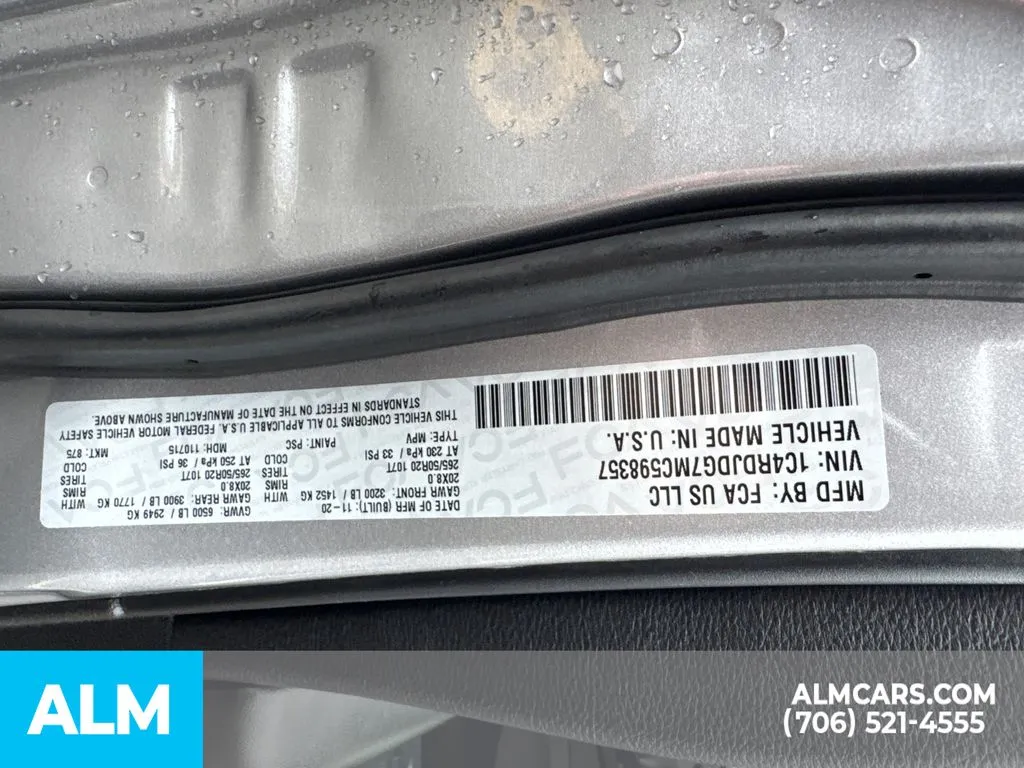 MFD BY: FCA US LLC
VIN: 1C4RDJDG7MC598357
VEHICLE MADE IN: U.S.A.
DATE OF MFR (BUILT): 11-20
GVWR: 6500 LB / 2949 KG
GAWR FRONT: 3200 LB / 1452 KG
WITH
GAWR REAR: 3900 LB / 1770 KG
WITH
20X8.0
RIMS
20X8.0
RIMS
265/50R20 107T
TIRES
265/50R20 107T
TIRES
AT 230 kPa / 33 PSI
COLD
AT 250 kPa / 36 PSI
COLD
TYPE: MPV
PAINT: PSC
MDH: 110715
MKT: 875
THIS VEHICLE CONFORMS TO ALL APPLICABLE U.S.A. FEDERAL MOTOR VEHICLE SAFETY
STANDARDS IN EFFECT ON THE DATE OF MANUFACTURE SHOWN ABOVE.
ALM
ALMCARS.COM
(706) 521-4555